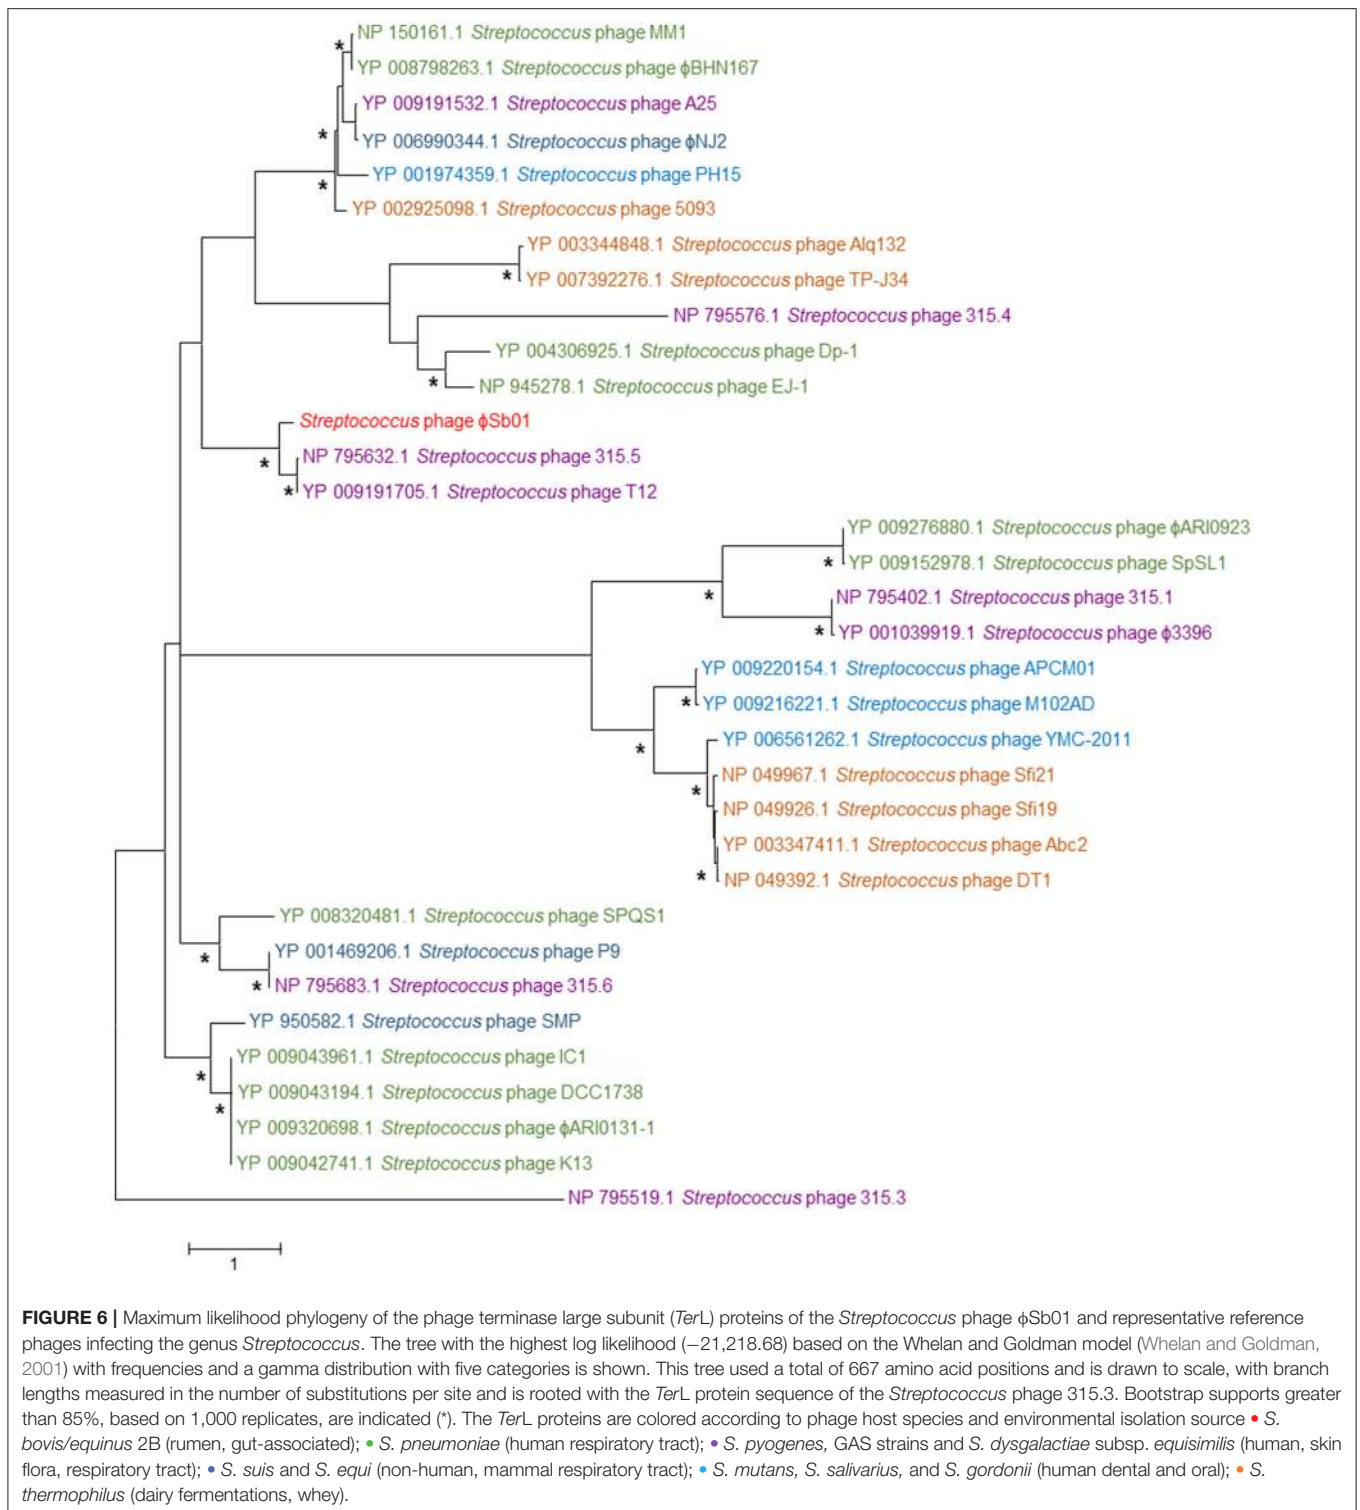 NP 150161.1 Streptococcus phage MM1
YP 008798263.1 Streptococcus phage ϕBHN167
YP 009191532.1 Streptococcus phage A25
YP 006990344.1 Streptococcus phage ϕNJ2
YP 001974359.1 Streptococcus phage PH15
YP 002925098.1 Streptococcus phage 5093
YP 003344848.1 Streptococcus phage Alq132
YP 007392276.1 Streptococcus phage TP-J34
NP 795576.1 Streptococcus phage 315.4
YP 004306925.1 Streptococcus phage Dp-1
NP 945278.1 Streptococcus phage EJ-1
Streptococcus phage ϕSb01
NP 795632.1 Streptococcus phage 315.5
YP 009191705.1 Streptococcus phage T12
YP 009276880.1 Streptococcus phage ϕARI0923
YP 009152978.1 Streptococcus phage SpSL1
NP 795402.1 Streptococcus phage 315.1
YP 001039919.1 Streptococcus phage ϕ3396
YP 009220154.1 Streptococcus phage APCM01
YP 009216221.1 Streptococcus phage M102AD
YP 006561262.1 Streptococcus phage YMC-2011
NP 049967.1 Streptococcus phage Sfi21
NP 049926.1 Streptococcus phage Sfi19
YP 003347411.1 Streptococcus phage Abc2
NP 049392.1 Streptococcus phage DT1
YP 008320481.1 Streptococcus phage SPQS1
YP 001469206.1 Streptococcus phage P9
NP 795683.1 Streptococcus phage 315.6
YP 950582.1 Streptococcus phage SMP
YP 009043961.1 Streptococcus phage IC1
YP 009043194.1 Streptococcus phage DCC1738
YP 009320698.1 Streptococcus phage ϕARI0131-1
YP 009042741.1 Streptococcus phage K13
NP 795519.1 Streptococcus phage 315.3
1
FIGURE 6 | Maximum likelihood phylogeny of the phage terminase large subunit (TerL) proteins of the Streptococcus phage ϕSb01 and representative reference
phages infecting the genus Streptococcus. The tree with the highest log likelihood (−21,218.68) based on the Whelan and Goldman model (Whelan and Goldman,
2001) with frequencies and a gamma distribution with five categories is shown. This tree used a total of 667 amino acid positions and is drawn to scale, with branch
lengths measured in the number of substitutions per site and is rooted with the TerL protein sequence of the Streptococcus phage 315.3. Bootstrap supports greater
than 85%, based on 1,000 replicates, are indicated (*). The TerL proteins are colored according to phage host species and environmental isolation source • S.
bovis/equinus 2B (rumen, gut-associated); • S. pneumoniae (human respiratory tract); • S. pyogenes, GAS strains and S. dysgalactiae subsp. equisimilis (human, skin
flora, respiratory tract); • S. suis and S. equi (non-human, mammal respiratory tract); • S. mutans, S. salivarius, and S. gordonii (human dental and oral); • S.
thermophilus (dairy fermentations, whey).